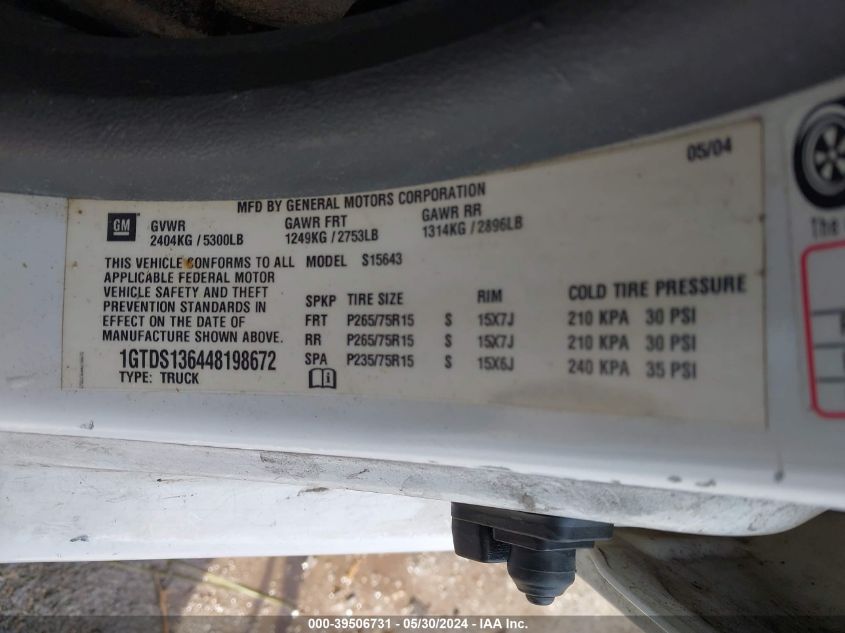 05/04
MFD BY GENERAL MOTORS CORPORATION
GM
GVWR GAWR FRT GAWR RR
2404KG / 5300LB 1249KG / 2753LB 1314KG / 2896LB
THIS VEHICLE CONFORMS TO ALL
APPLICABLE FEDERAL MOTOR
VEHICLE SAFETY AND THEFT
PREVENTION STANDARDS IN
EFFECT ON THE DATE OF
MANUFACTURE SHOWN ABOVE.
1GTDS136448198672
TYPE: TRUCK
MODEL S15643
SPKP TIRE SIZE RIM COLD TIRE PRESSURE
FRT P265/75R15 S 15X7J 210 KPA 30 PSI
RR P265/75R15 S 15X7J 210 KPA 30 PSI
SPA P235/75R15 S 15X6J 240 KPA 35 PSI
The
000-39506731 - 05/30/2024 - IAA Inc.